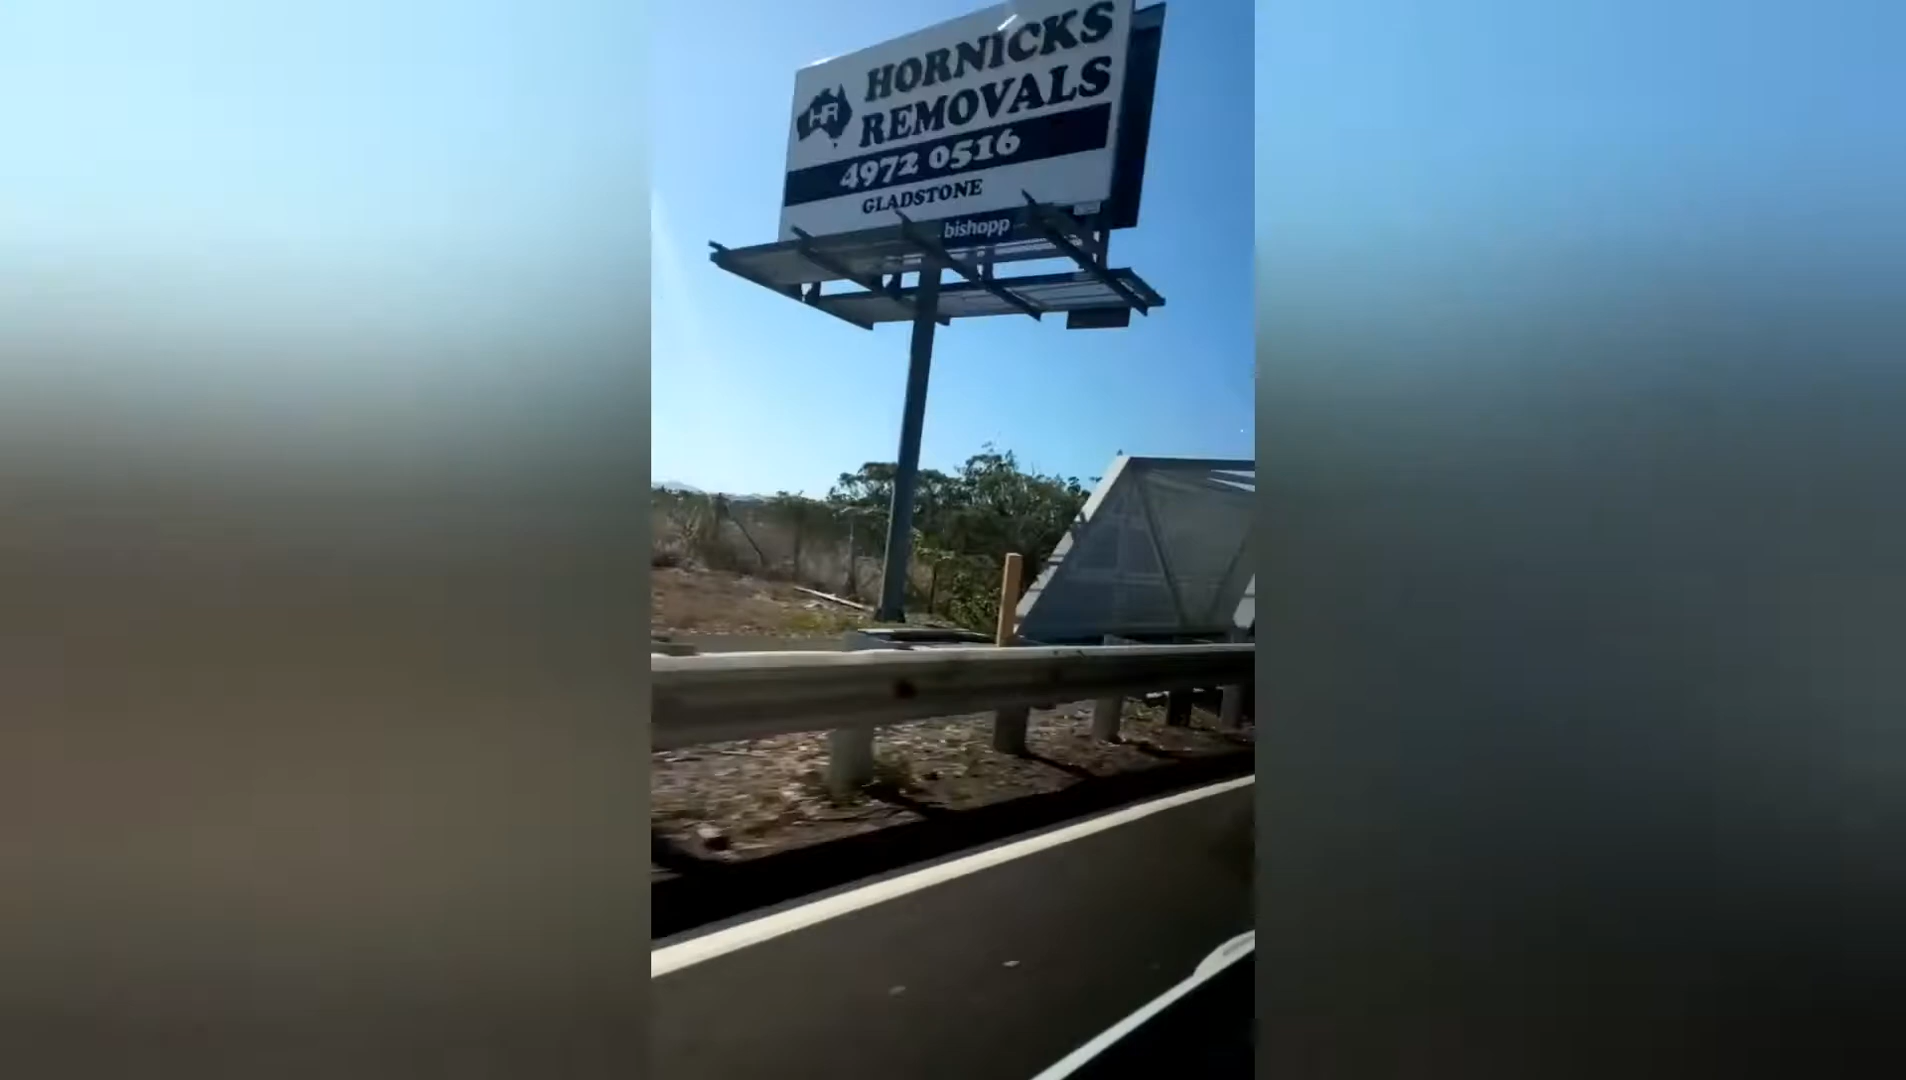 HORNICKS
REMOVALS
HR
4972 0516
GLADSTONE
bishopp